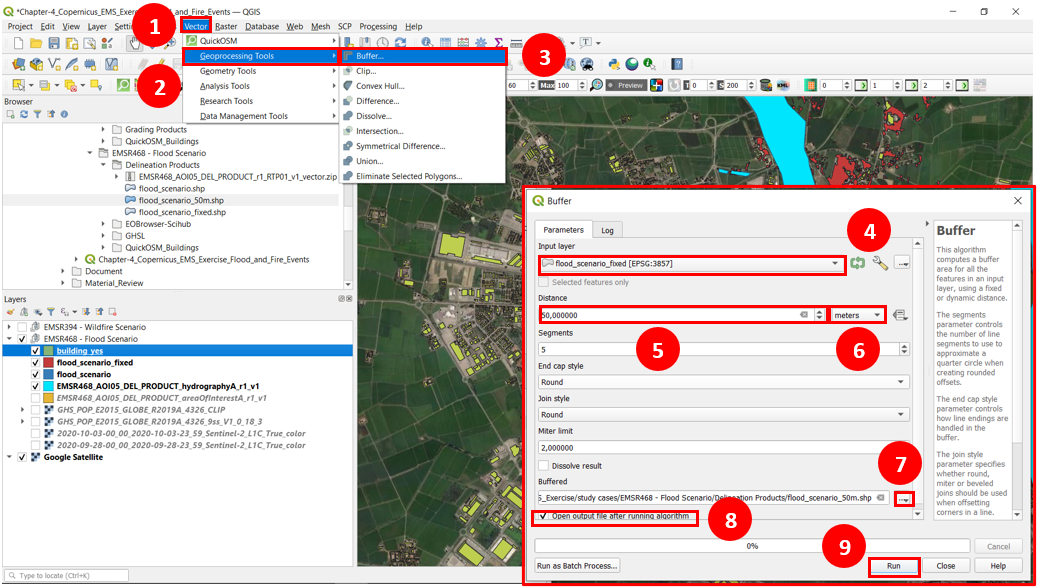 *Chapter-4_Copernicus_EMS_Exercise_Flood_and_Fire_Events — QGIS
Project Edit View Layer Vector Raster Database Web Mesh SCP Processing Help
1
QuickOSM
Geoprocessing Tools
Geometry Tools
Analysis Tools
Research Tools
Data Management Tools
2
Buffer...
Clip...
Convex Hull...
Difference...
Dissolve...
Intersection...
Symmetrical Difference...
Union...
Eliminate Selected Polygons...
3
60 Max 100 Preview T 0 S 200 KML 0 1 2
Browser
Grading Products
QuickOSM_Buildings
EMSR468 - Flood Scenario
Delineation Products
EMSR468_AOI05_DEL_PRODUCT_r1_RTP01_v1_vector.zip
flood_scenario.shp
flood_scenario_50m.shp
flood_scenario_fixed.shp
EOBrowser-Scihub
GHSL
QuickOSM_Buildings
Chapter-4_Copernicus_EMS_Exercise_Flood_and_Fire_Events
Document
Material_Review
Layers
EMSR394 - Wildfire Scenario
EMSR468 - Flood Scenario
building_yes
flood_scenario_fixed
flood_scenario
EMSR468_AOI05_DEL_PRODUCT_hydrographyA_r1_v1
EMSR468_AOI05_DEL_PRODUCT_areaOfInterestA_r1_v1
GHS_POP_E2015_GLOBE_R2019A_4326_CLIP
GHS_POP_E2015_GLOBE_R2019A_4326_9ss_V1_0_18_3
2020-10-03-00_00_2020-10-03-23_59_Sentinel-2_L1C_True_color
2020-09-28-00_00_2020-09-28-23_59_Sentinel-2_L1C_True_color
Google Satellite
Type to locate (Ctrl+K)
Buffer
Parameters Log
4
Input layer
flood_scenario_fixed [EPSG:3857]
Selected features only
Distance
50,000000 meters
Segments
5
5
6
End cap style
Round
Join style
Round
Miter limit
2,000000
Dissolve result
7
Buffered
_Exercise/study cases/EMSR468 - Flood Scenario/Delineation Products/flood_scenario_50m.shp
Open output file after running algorithm
8
0%
9
Cancel
Run as Batch Process...
Run
Close
Help
Buffer
This algorithm
computes a buffer
area for all the
features in an input
layer, using a fixed
or dynamic distance.
The segments
parameter controls
the number of line
segments to use to
approximate a
quarter circle when
creating rounded
offsets.
The end cap style
parameter controls
how line endings are
handled in the
buffer.
The join style
parameter specifies
whether round,
miter or beveled
joins should be used
when offsetting
corners in a line.